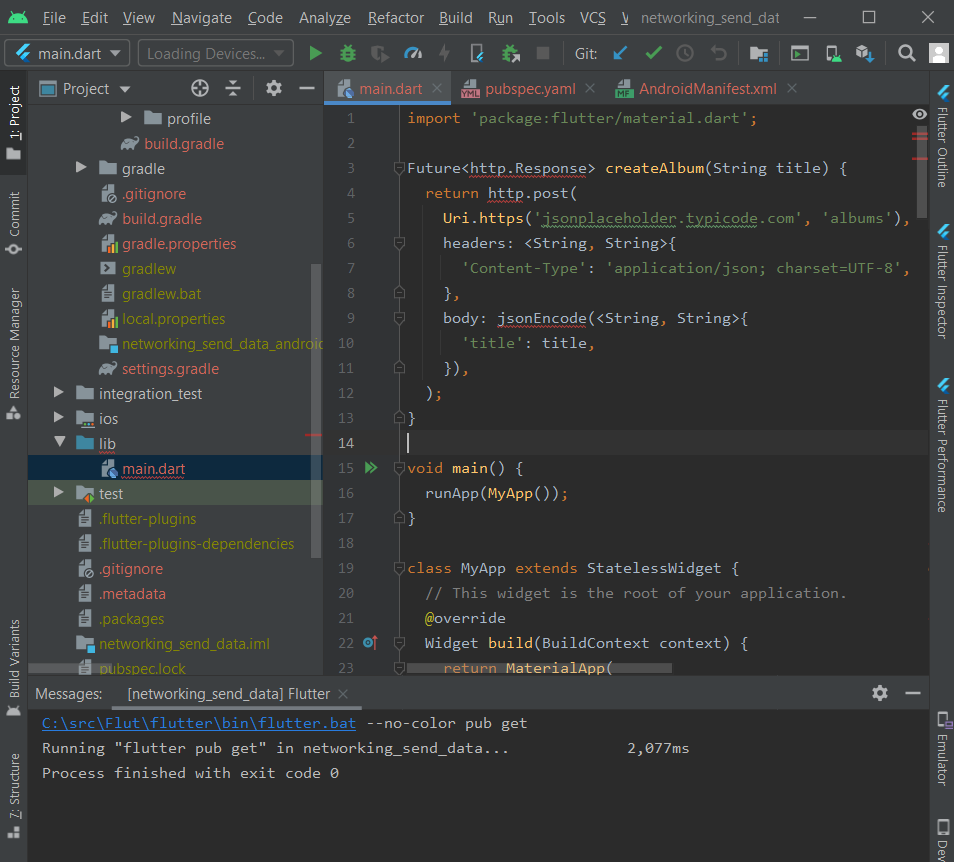 File Edit View Navigate Code Analyze Refactor Build Run Tools VCS networking_send_dat
main.dart Loading Devices... Git:
1: Project
Commit
Resource Manager
Build Variants
7: Structure
Project
profile
build.gradle
gradle
.gitignore
build.gradle
gradle.properties
gradlew
gradlew.bat
local.properties
networking_send_data_androic
settings.gradle
integration_test
ios
lib
main.dart
test
.flutter-plugins
.flutter-plugins-dependencies
.gitignore
.metadata
.packages
networking_send_data.iml
pubspec.lock
main.dart pubspec.yaml AndroidManifest.xml
1 import 'package:flutter/material.dart';
2
3 Future<http.Response> createAlbum(String title) {
4 return http.post(
5 Uri.https('jsonplaceholder.typicode.com', 'albums'),
6 headers: <String, String>{
7 'Content-Type': 'application/json; charset=UTF-8',
8 },
9 body: jsonEncode(<String, String>{
10 'title': title,
11 }),
12 );
13 }
14
15 void main() {
16 runApp(MyApp());
17 }
18
19 class MyApp extends StatelessWidget {
20 // This widget is the root of your application.
21 @override
22 Widget build(BuildContext context) {
23 return MaterialApp(
Flutter Outline
Flutter Inspector
Flutter Performance
Emulator
Dev
Messages: [networking_send_data] Flutter
C:\src\Flut\flutter\bin\flutter.bat --no-color pub get
Running "flutter pub get" in networking_send_data... 2,077ms
Process finished with exit code 0